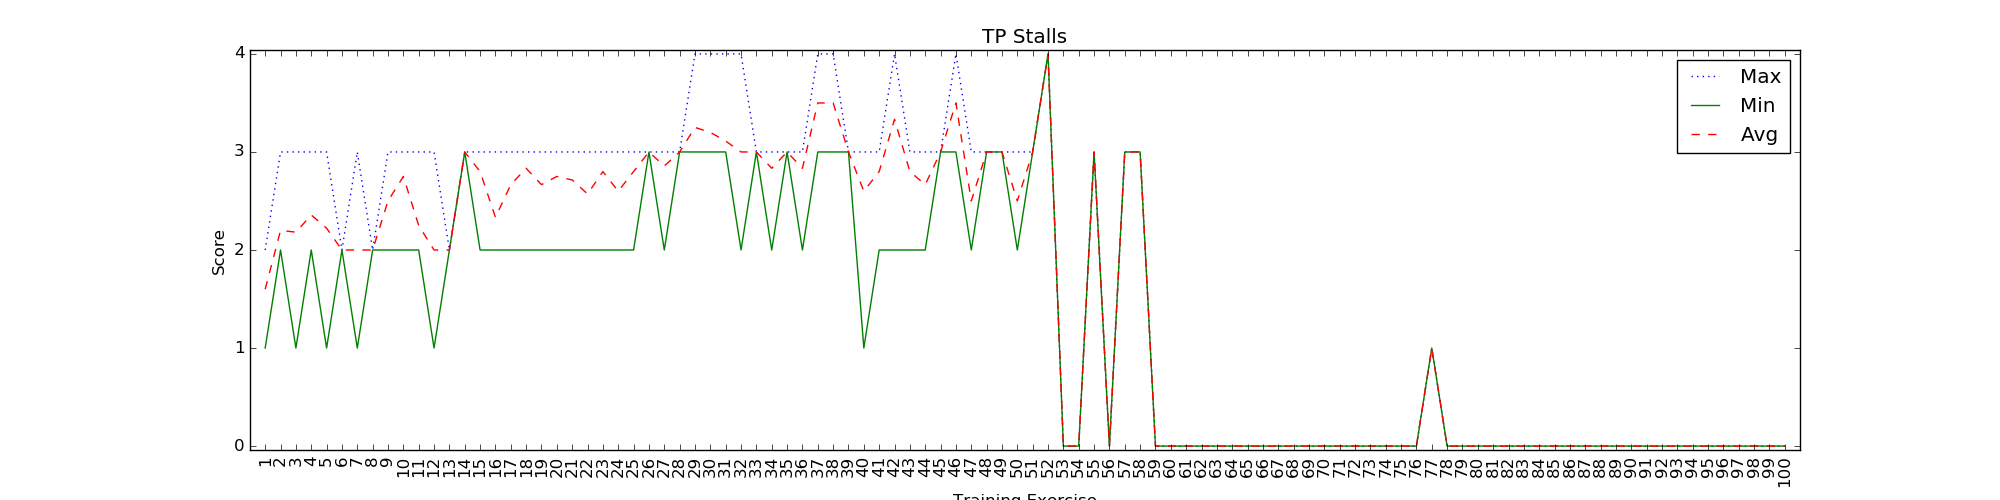 TP Stalls
Max
Min
Avg
Score
4
3
2
1
0
1 2 3 4 5 6 7 8 9 10 11 12 13 14 15 16 17 18 19 20 21 22 23 24 25 26 27 28 29 30 31 32 33 34 35 36 37 38 39 40 41 42 43 44 45 46 47 48 49 50 51 52 53 54 55 56 57 58 59 60 61 62 63 64 65 66 67 68 69 70 71 72 73 74 75 76 77 78 79 80 81 82 83 84 85 86 87 88 89 90 91 92 93 94 95 96 97 98 99 100
Training Exercise